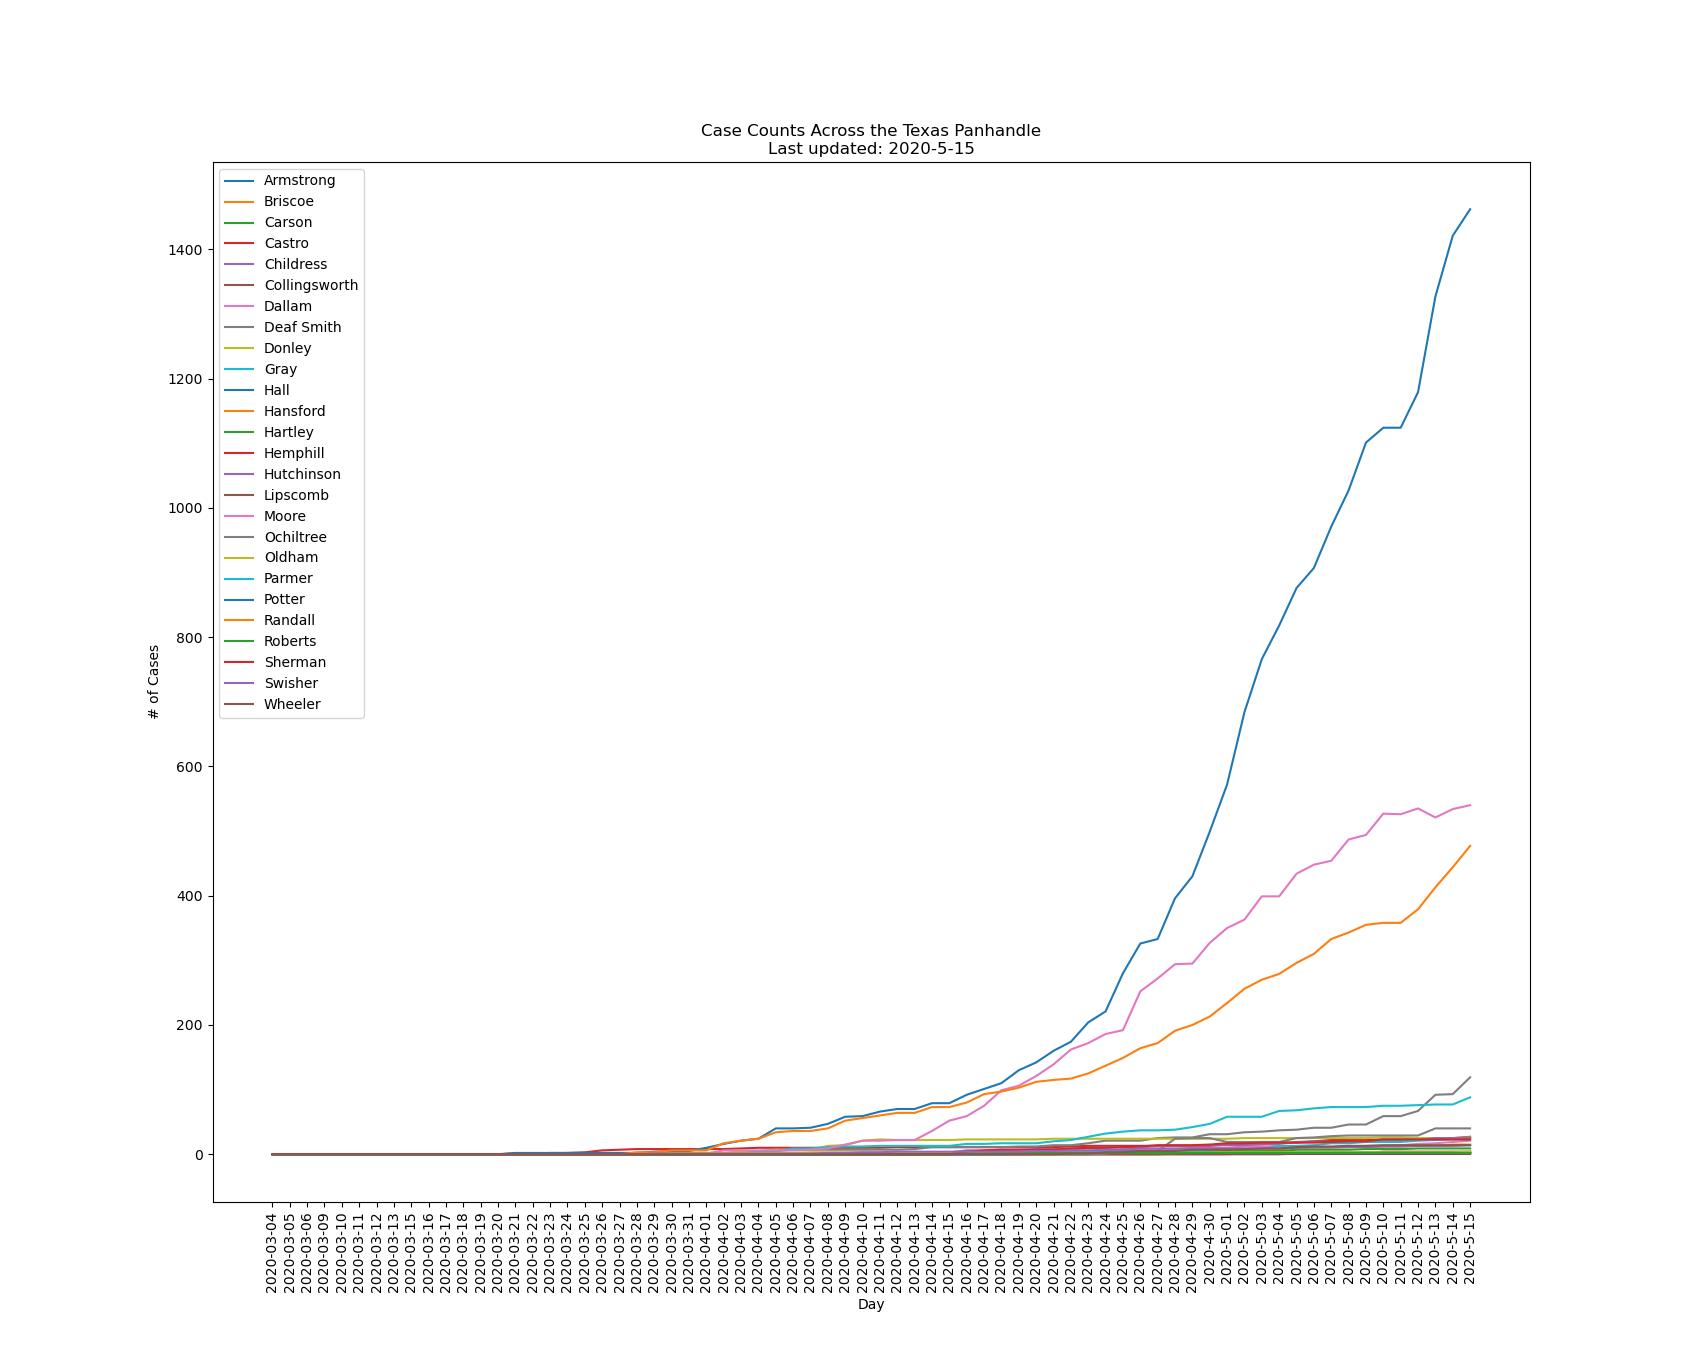 Case Counts Across the Texas Panhandle
Last updated: 2020-5-15
Armstrong
Briscoe
Carson
Castro
Childress
Collingsworth
Dallam
Deaf Smith
Donley
Gray
Hall
Hansford
Hartley
Hemphill
Hutchinson
Lipscomb
Moore
Ochiltree
Oldham
Parmer
Potter
Randall
Roberts
Sherman
Swisher
Wheeler
# of Cases
1400
1200
1000
800
600
400
200
0
2020-03-04
2020-03-05
2020-03-06
2020-03-09
2020-03-10
2020-03-11
2020-03-12
2020-03-13
2020-03-15
2020-03-16
2020-03-17
2020-03-18
2020-03-19
2020-03-20
2020-03-21
2020-03-22
2020-03-23
2020-03-24
2020-03-25
2020-03-26
2020-03-27
2020-03-28
2020-03-29
2020-03-30
2020-03-31
2020-04-01
2020-04-02
2020-04-03
2020-04-04
2020-04-05
2020-04-06
2020-04-07
2020-04-08
2020-04-09
2020-04-10
2020-04-11
2020-04-12
2020-04-13
2020-04-14
2020-04-15
2020-04-16
2020-04-17
2020-04-18
2020-04-19
2020-04-20
2020-04-21
2020-04-22
2020-04-23
2020-04-24
2020-04-25
2020-04-26
2020-04-27
2020-04-28
2020-04-29
2020-4-30
2020-5-01
2020-5-02
2020-5-03
2020-5-04
2020-5-05
2020-5-06
2020-5-07
2020-5-08
2020-5-09
2020-5-10
2020-5-11
2020-5-12
2020-5-13
2020-5-14
2020-5-15
Day